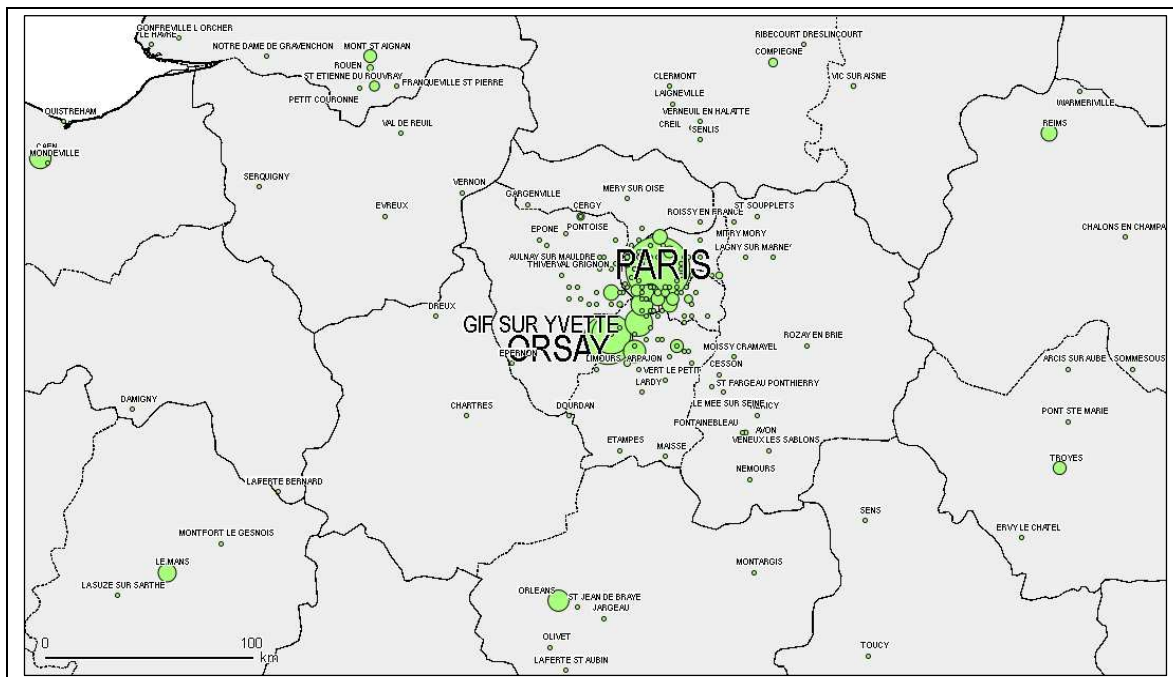 GONFREVILLE L ORCHER
LE HAVRE
NOTRE DAME DE GRAVENCHON
MONT ST AIGNAN
ROUEN
ST ETIENNE DU ROUVRAY
FRANQUEVILLE ST PIERRE
PETIT COURONNE
RIBECOURT DRESLINCOURT
COMPIEGNE
VIC SUR AISNE
CLERMONT
LAIGNEVILLE
VERNEUIL EN HALATTE
CREIL
SENLIS
WARMERIVILLE
REIMS
OUISTREHAM
VAL DE REUIL
CAEN
MONDEVILLE
SERQUIGNY
VERNON
EVREUX
GARGENVILLE
MERY SUR OISE
CERGY
PONTOISE
EPONE
ROISSY EN FRANCE
ST SOUPPLETS
MITRY MORY
LAGNY SUR MARNE
CHALONS EN CHAMPA
AULNAY SUR MAULDRE
THIVERVAL GRIGNON
PARIS
DREUX
GIF SUR YVETTE
ORSAY
EPERNON
LIMOURS
ARPAJON
ROZAY EN BRIE
MOISSY CRAMAYEL
CESSON
VERT LE PETIT
LARDY
ST FARGEAU PONTHIERRY
LE MEE SUR SEINE
ARCIS SUR AUBE
SOMMESOUS
DAMIGNY
CHARTRES
DOURDAN
FONTAINEBLEAU
AVON
VENEUX LES SABLONS
PONT STE MARIE
ETAMPES
MAISSE
NEMOURS
TROYES
LA FERTE BERNARD
SENS
ERVY LE CHATEL
MONTFORT LE GESNOIS
LE MANS
LA SUZE SUR SARTHE
MONTARGIS
ORLEANS
ST JEAN DE BRAYE
JARGEAU
OLIVET
LA FERTE ST AUBIN
TOUCY
0 100
km